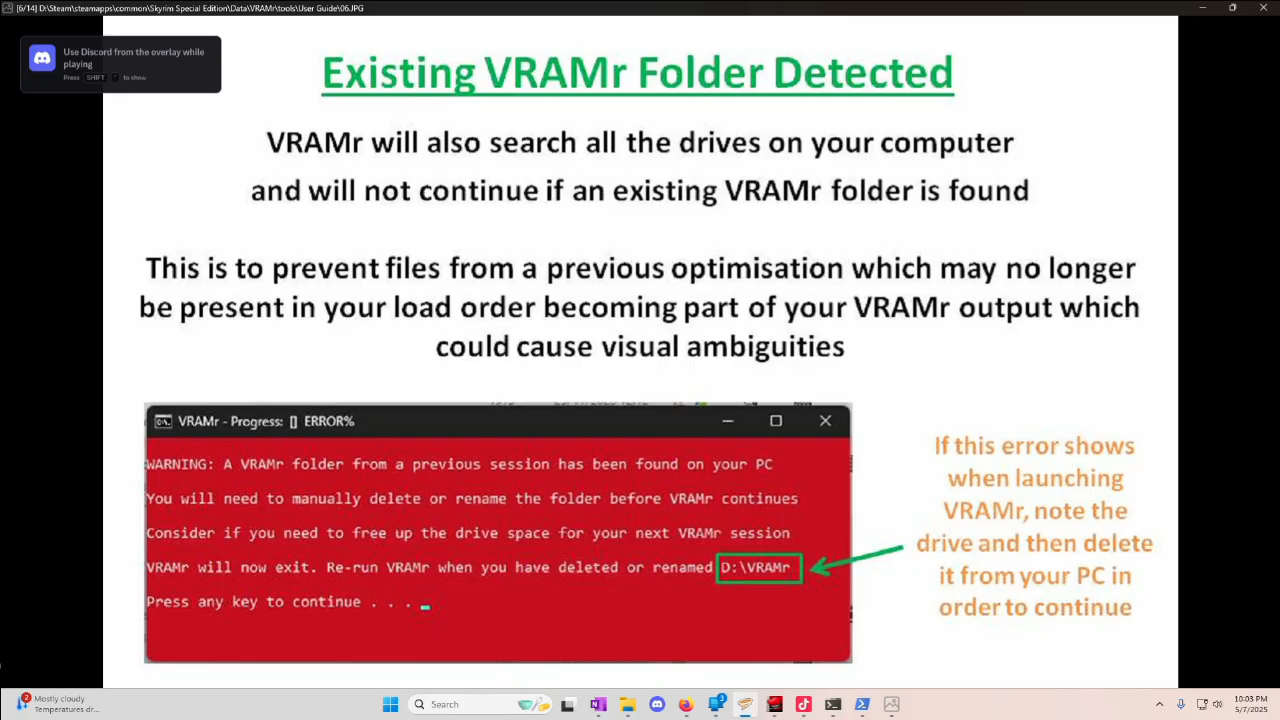 [6/14] D:\Steam\steamapps\common\Skyrim Special Edition\Data\VRAMr\tools\User Guide\06.JPG
Use Discord from the overlay while
playing
Press SHIFT ` to show
Existing VRAMr Folder Detected
VRAMr will also search all the drives on your computer
and will not continue if an existing VRAMr folder is found
This is to prevent files from a previous optimisation which may no longer
be present in your load order becoming part of your VRAMr output which
could cause visual ambiguities
VRAMr - Progress: [] ERROR%
WARNING: A VRAMr folder from a previous session has been found on your PC
You will need to manually delete or rename the folder before VRAMr continues
Consider if you need to free up the drive space for your next VRAMr session
VRAMr will now exit. Re-run VRAMr when you have deleted or renamed D:\VRAMr
Press any key to continue . . .
If this error shows
when launching
VRAMr, note the
drive and then delete
it from your PC in
order to continue
2
Mostly cloudy
Temperatures dr...
Search
3
10:03 PM
5/7/2025